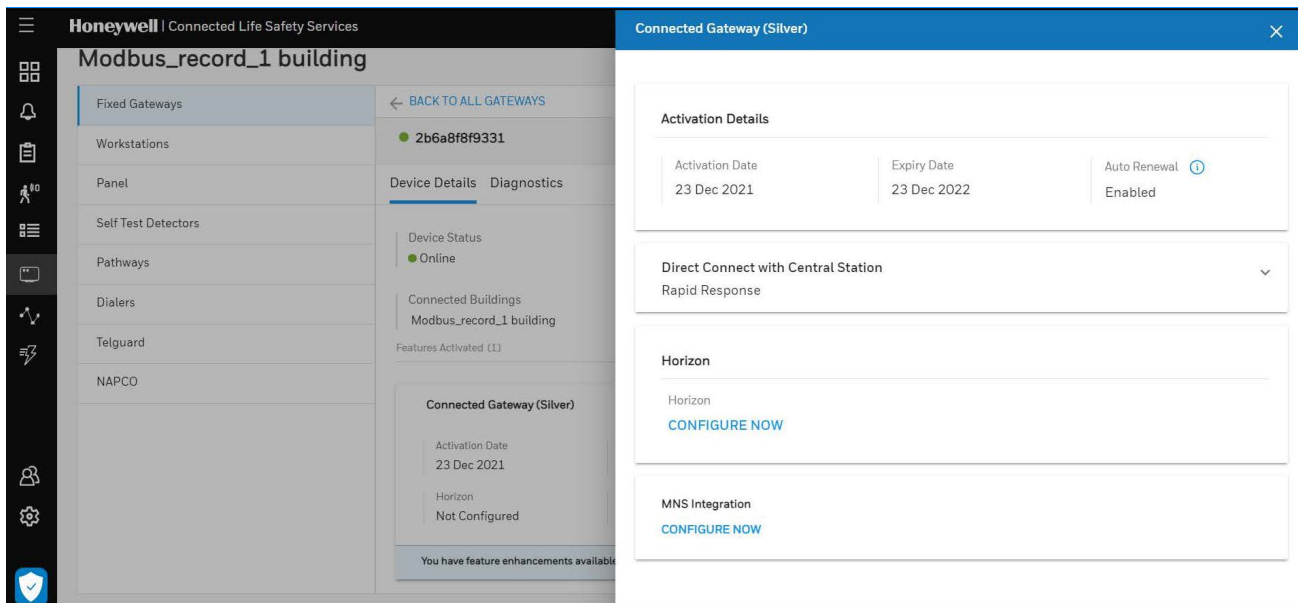 Honeywell | Connected Life Safety Services
Modbus_record_1 building
Fixed Gateways
Workstations
Panel
Self Test Detectors
Pathways
Dialers
Telguard
NAPCO
BACK TO ALL GATEWAYS
2b6a8f8f9331
Device Details Diagnostics
Device Status
Online
Connected Buildings
Modbus_record_1 building
Features Activated (1)
Connected Gateway (Silver)
Activation Date
23 Dec 2021
Horizon
Not Configured
You have feature enhancements available
Connected Gateway (Silver)
Activation Details
Activation Date
23 Dec 2021
Expiry Date
23 Dec 2022
Auto Renewal
Enabled
Direct Connect with Central Station
Rapid Response
Horizon
Horizon
CONFIGURE NOW
MNS Integration
CONFIGURE NOW